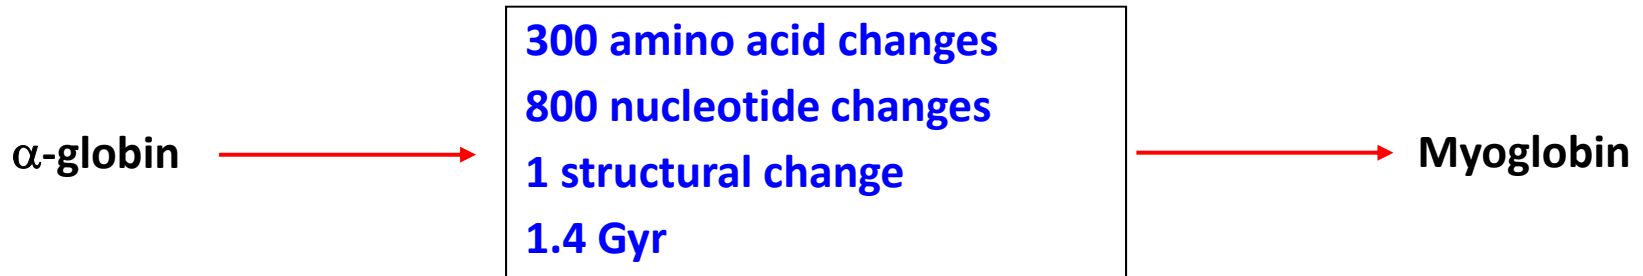 300 amino acid changes
800 nucleotide changes
α-globin
1 structural change
Myoglobin
1.4 Gyr